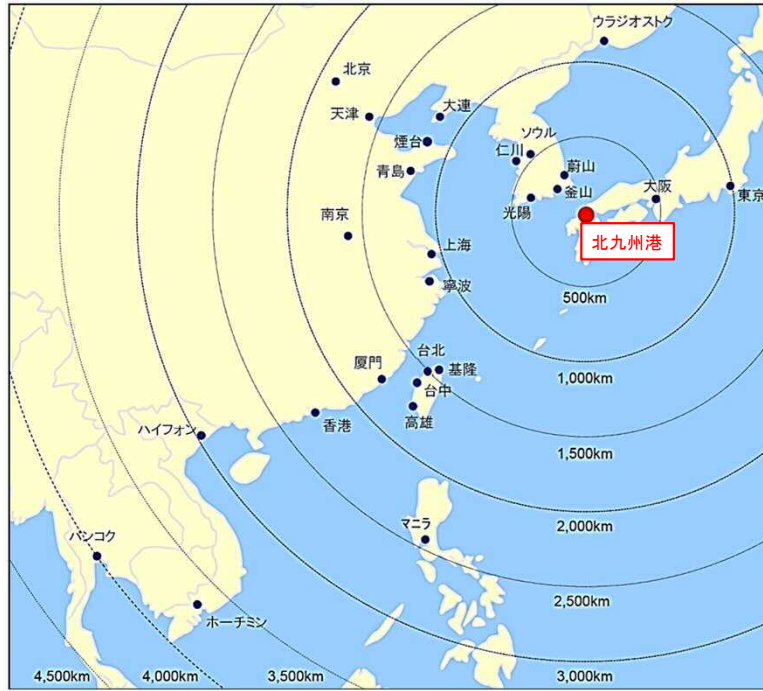 ウラジオストク
北京
大連
天津
ソウル
煙台
仁川
蔚山
青島
大阪
釜山
東京
光陽
南京
北九州港
上海
寧波
500km
台北
厦門
基隆
1,000km
台中
香港
高雄
ハイフォン
1,500km
マニラ
2,000km
バンコク
2,500km
ホーチミン
4,500km
4,000km
3,500km
3,000km